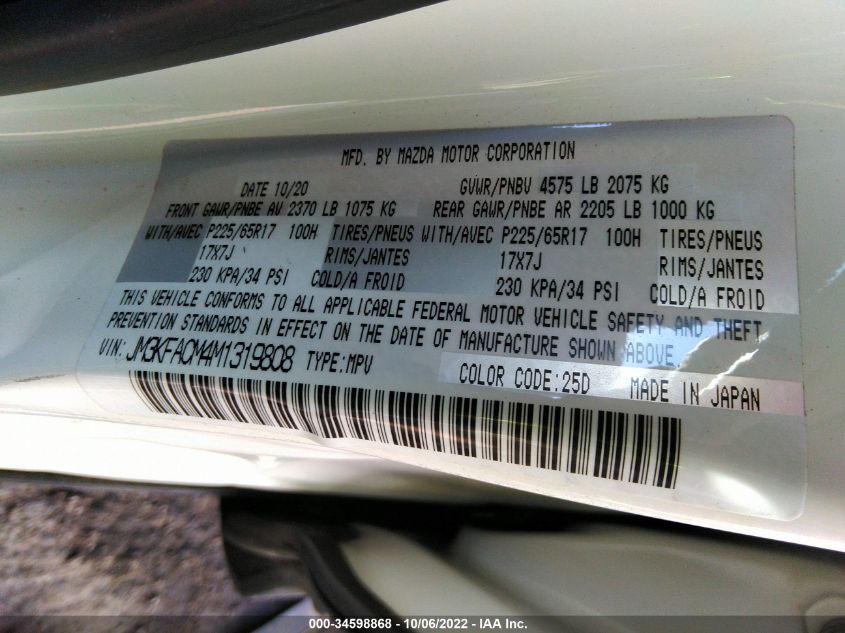 MFD. BY MAZDA MOTOR CORPORATION
DATE 10/20 GVWR/PNBV 4575 LB 2075 KG
FRONT GAWR/PNBE AV 2370 LB 1075 KG REAR GAWR/PNBE AR 2205 LB 1000 KG
WITH/AVEC P225/65R17 100H TIRES/PNEUS WITH/AVEC P225/65R17 100H TIRES/PNEUS
17X7J RIMS/JANTES 17X7J RIMS/JANTES
230 KPA/34 PSI COLD/A FROID 230 KPA/34 PSI COLD/A FROID
THIS VEHICLE CONFORMS TO ALL APPLICABLE FEDERAL MOTOR VEHICLE SAFETY AND THEFT
PREVENTION STANDARDS IN EFFECT ON THE DATE OF MANUFACTURE SHOWN ABOVE.
VIN: JM3KFACM4M1319808 TYPE:MPV
COLOR CODE:25D MADE IN JAPAN
000-34598868 - 10/06/2022 - IAA Inc.